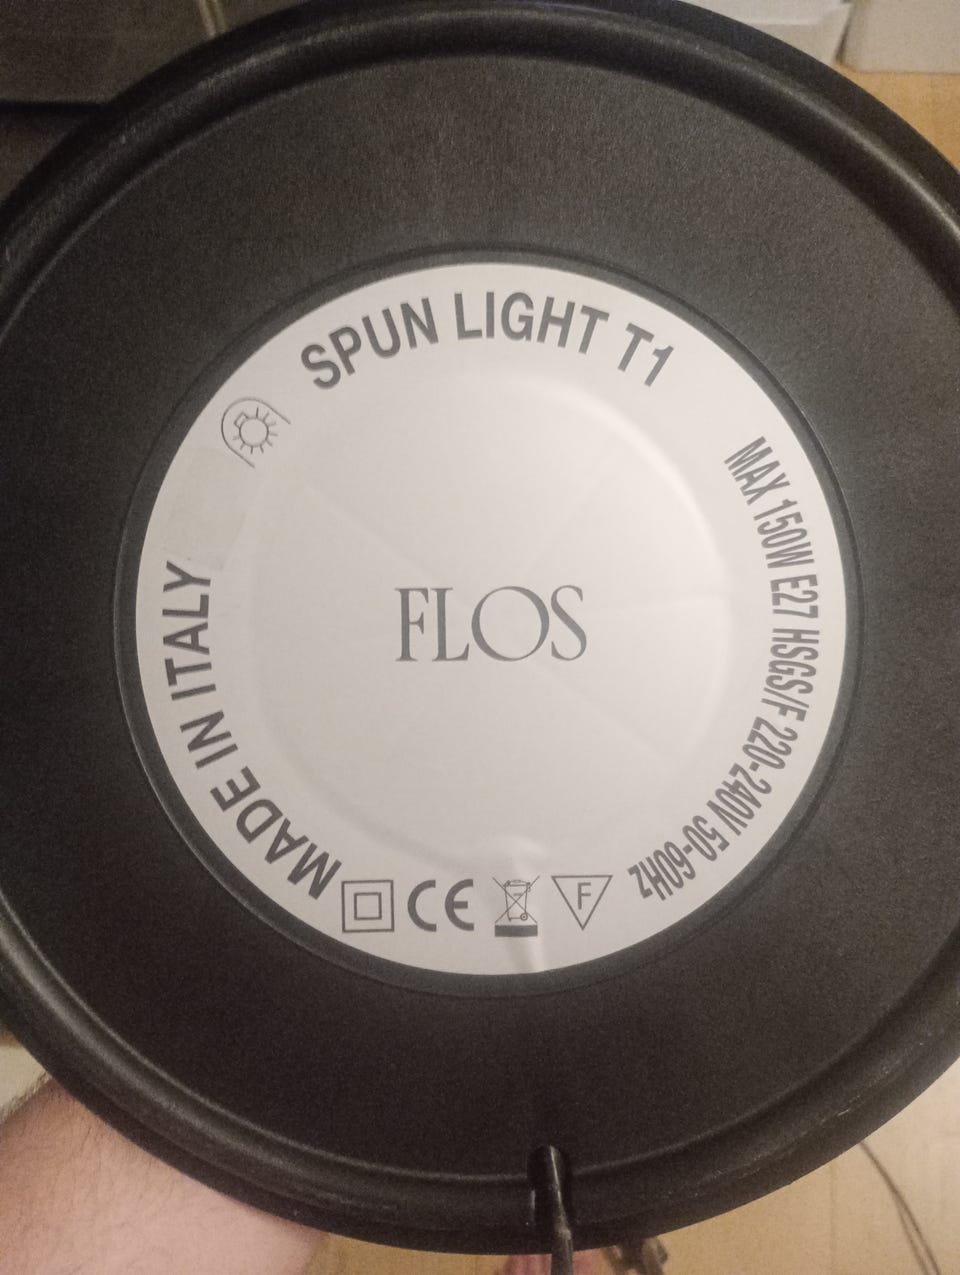 SPUN LIGHT T1
MAX 150W E27 HSGS/F 220-240V 50-60Hz
FLOS
MADE IN ITALY
CE
F